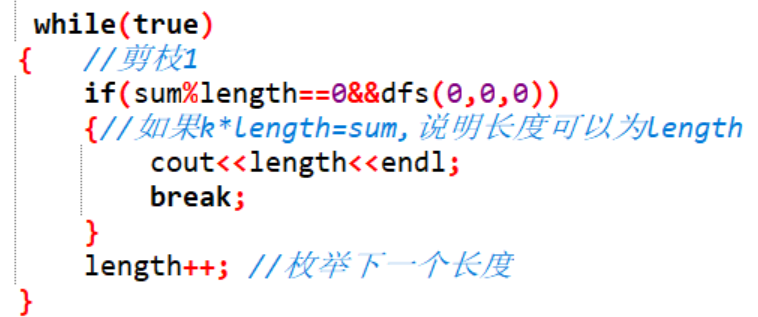 while(true)
{   //剪枝1
    if(sum%length==0&&dfs(0,0,0))
    {//如果k*length=sum,说明长度可以为length
        cout<<length<<endl;
        break;
    }
    length++; //枚举下一个长度
}